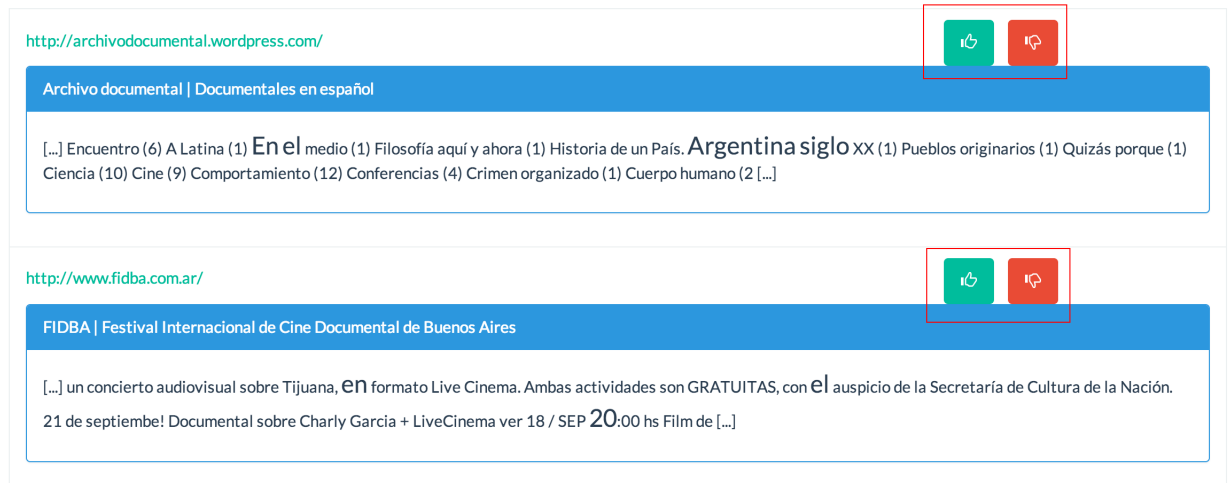 http://archivodocumental.wordpress.com/
Archivo documental | Documentales en español
[...] Encuentro (6) A Latina (1) En el medio (1) Filosofía aquí y ahora (1) Historia de un País. Argentina siglo XX (1) Pueblos originarios (1) Quizás porque (1)
Ciencia (10) Cine (9) Comportamiento (12) Conferencias (4) Crimen organizado (1) Cuerpo humano (2 [...]
http://www.fidba.com.ar/
FIDBA | Festival Internacional de Cine Documental de Buenos Aires
[...] un concierto audiovisual sobre Tijuana, en formato Live Cinema. Ambas actividades son GRATUITAS, con el auspicio de la Secretaría de Cultura de la Nación.
21 de septiembe! Documental sobre Charly Garcia + LiveCinema ver 18 / SEP 20:00 hs Film de [...]